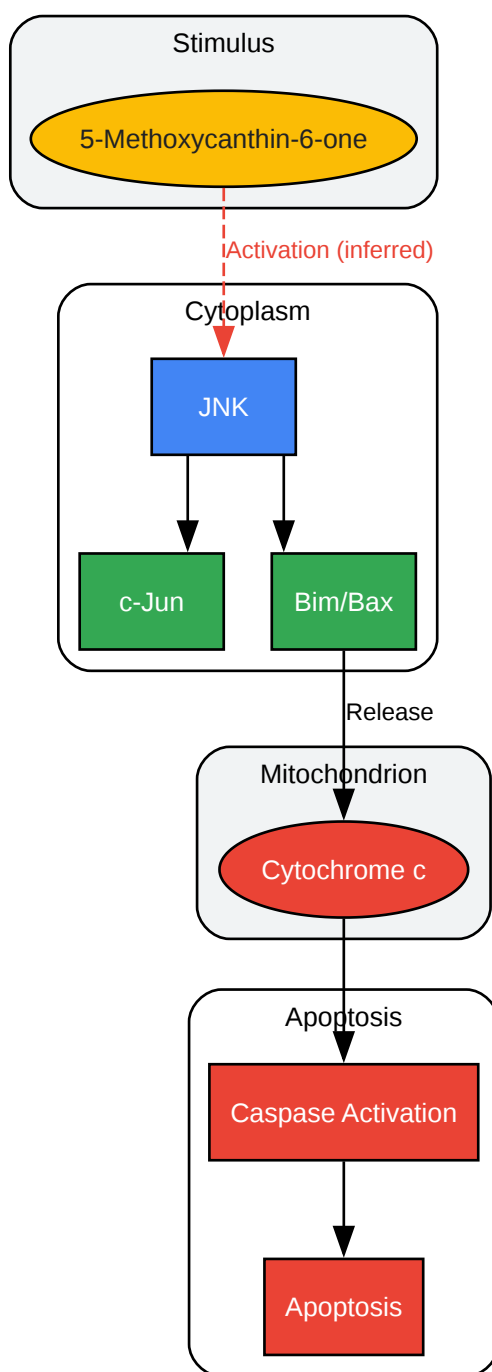 Stimulus
5-Methoxycanthin-6-one
Activation (inferred)
Cytoplasm
JNK
c-Jun
Bim/Bax
Release
Mitochondrion
Cytochrome c
Apoptosis
Caspase Activation
Apoptosis